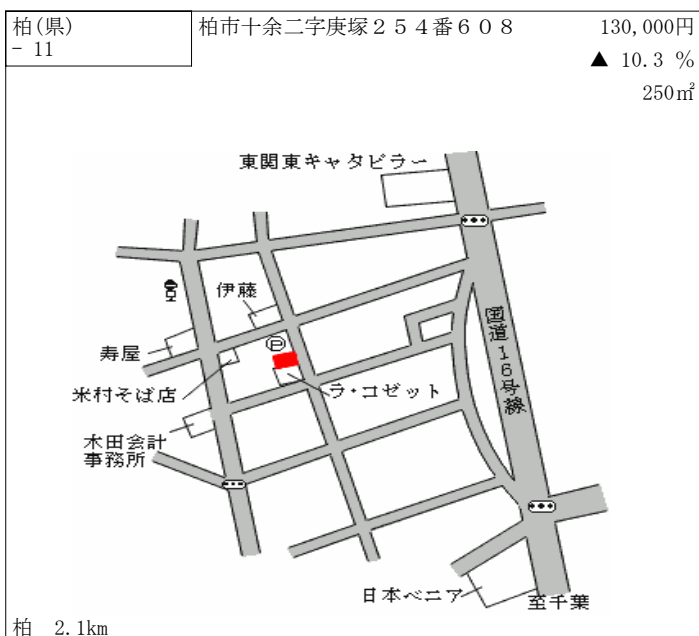 柏(県)
- 11
柏市十余二字庚塚２５４番６０８
130,000円
▲ 10.3 %
250㎡
東関東キャタピラー
伊藤
寿屋
Ⓟ
国道16号線
米村そば店
ラ・コゼット
木田会計
事務所
日本ベニア
至千葉
柏 2.1km